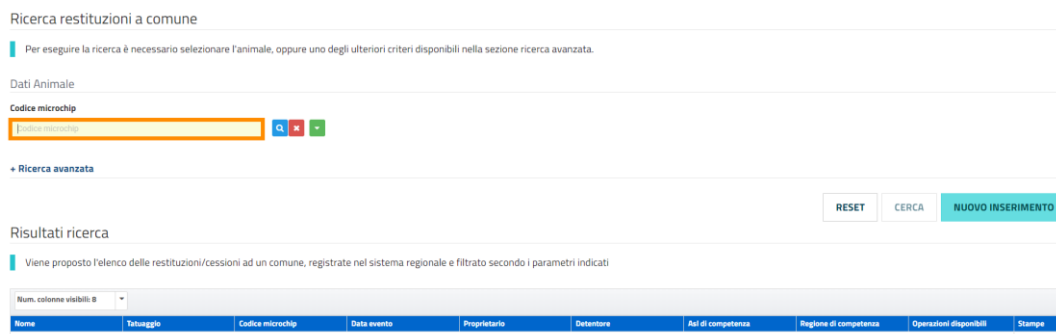 Ricerca restituzioni a comune
Per eseguire la ricerca è necessario selezionare l'animale, oppure uno degli ulteriori criteri disponibili nella sezione ricerca avanzata.
Dati Animale
Codice microchip
Codice microchip
+ Ricerca avanzata
RESET CERCA NUOVO INSERIMENTO
Risultati ricerca
Viene proposto l'elenco delle restituzioni/cessioni ad un comune, registrate nel sistema regionale e filtrato secondo i parametri indicati
Num. colonne visibili: 8
Nome Tatuaggio Codice microchip Data evento Proprietario Detentore Asl di competenza Regione di competenza Operazioni disponibili Stampe